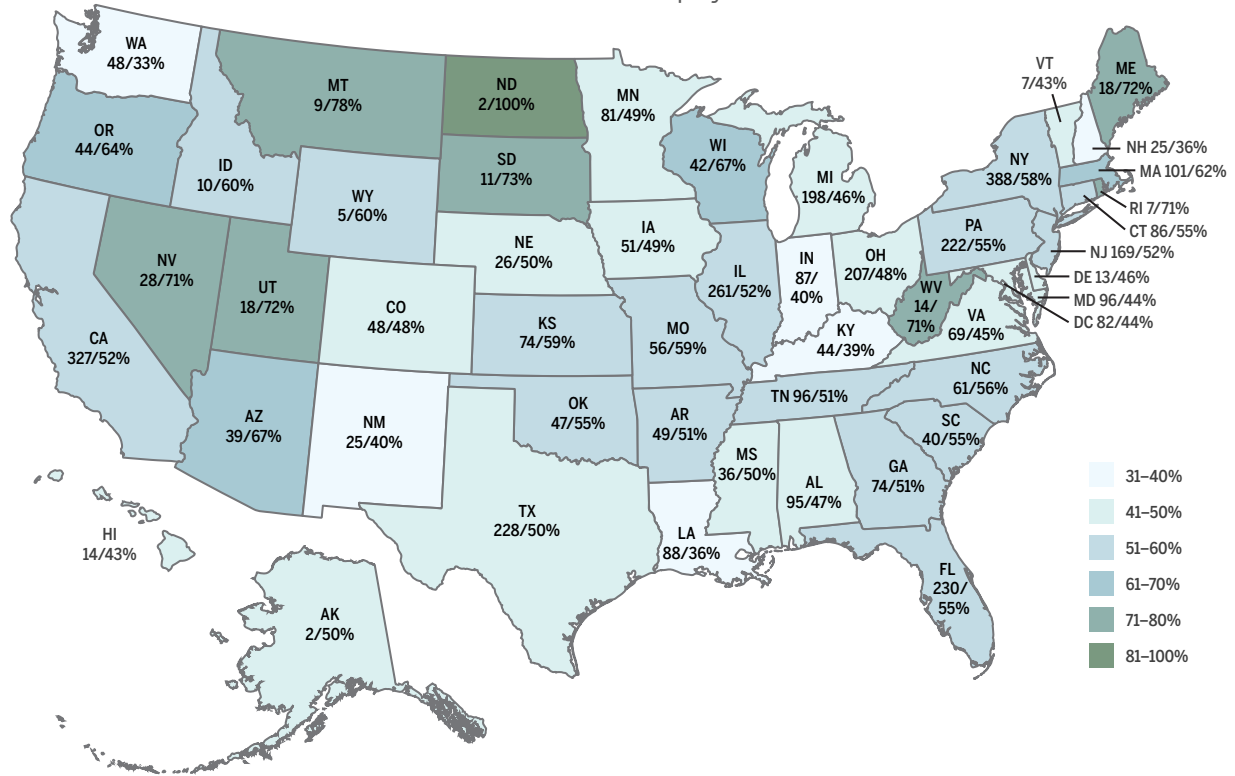 WA
48/33%
MT
9/78%
ND
2/100%
MN
81/49%
VT
7/43%
ME
18/72%
OR
44/64%
ID
10/60%
SD
11/73%
WI
42/67%
NY
388/58%
NH 25/36%
MA 101/62%
WY
5/60%
MI
198/46%
RI 7/71%
CT 86/55%
NV
28/71%
UT
18/72%
NE
26/50%
IA
51/49%
PA
222/55%
NJ 169/52%
IL
261/52%
IN
87/
40%
OH
207/48%
DE 13/46%
MD 96/44%
DC 82/44%
CA
327/52%
CO
48/48%
KS
74/59%
MO
56/59%
WV
14/
71%
VA
69/45%
KY
44/39%
AZ
39/67%
NM
25/40%
OK
47/55%
AR
49/51%
TN 96/51%
NC
61/56%
SC
40/55%
MS
36/50%
AL
95/47%
GA
74/51%
TX
228/50%
LA
88/36%
FL
230/
55%
HI
14/43%
AK
2/50%
31–40%
41–50%
51–60%
61–70%
71–80%
81–100%